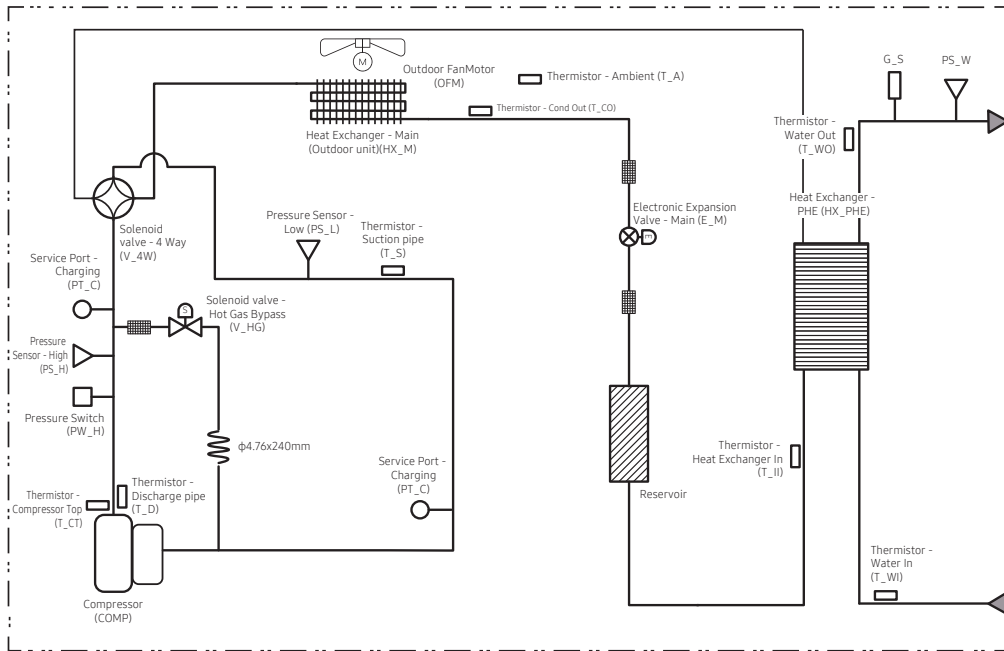 M
Outdoor FanMotor
(OFM)
Thermistor - Ambient (T_A)
G_S
PS_W
Thermistor - Cond Out (T_CO)
Heat Exchanger - Main
(Outdoor unit)(HX_M)
Thermistor -
Water Out
(T_WO)
Heat Exchanger -
PHE (HX_PHE)
Electronic Expansion
Valve - Main (E_M)
E
Pressure Sensor -
Low (PS_L)
Thermistor -
Suction pipe
(T_S)
Solenoid
valve - 4 Way
(V_4W)
Service Port -
Charging
(PT_C)
S
Solenoid valve -
Hot Gas Bypass
(V_HG)
Pressure
Sensor - High
(PS_H)
Pressure Switch
(PW_H)
ф4.76x240mm
Service Port -
Charging
(PT_C)
Thermistor -
Heat Exchanger In
(T_II)
Reservoir
Thermistor -
Discharge pipe
(T_D)
Thermistor -
Compressor Top
(T_CT)
Thermistor -
Water In
(T_WI)
Compressor
(COMP)